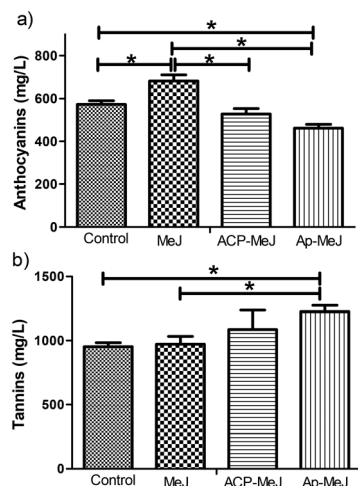 a)
*
*
* *
Anthocyanins (mg/L)
800
600
400
200
0
Control MeJ ACP-MeJ Ap-MeJ
b)
*
*
Tannins (mg/L)
1500
1000
500
0
Control MeJ ACP-MeJ Ap-MeJ